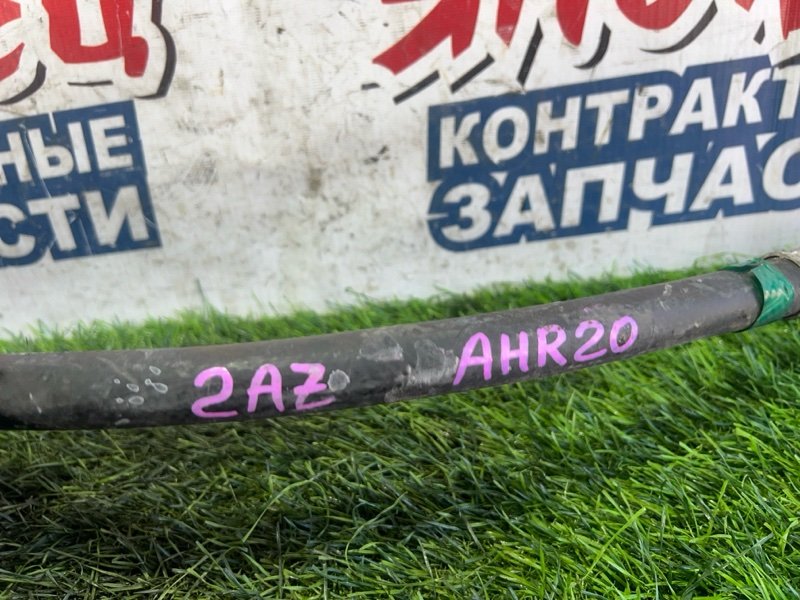 НЫЕ
СТИ
КОНТРАКТ
ЗАПЧАС
2AZ AHR20